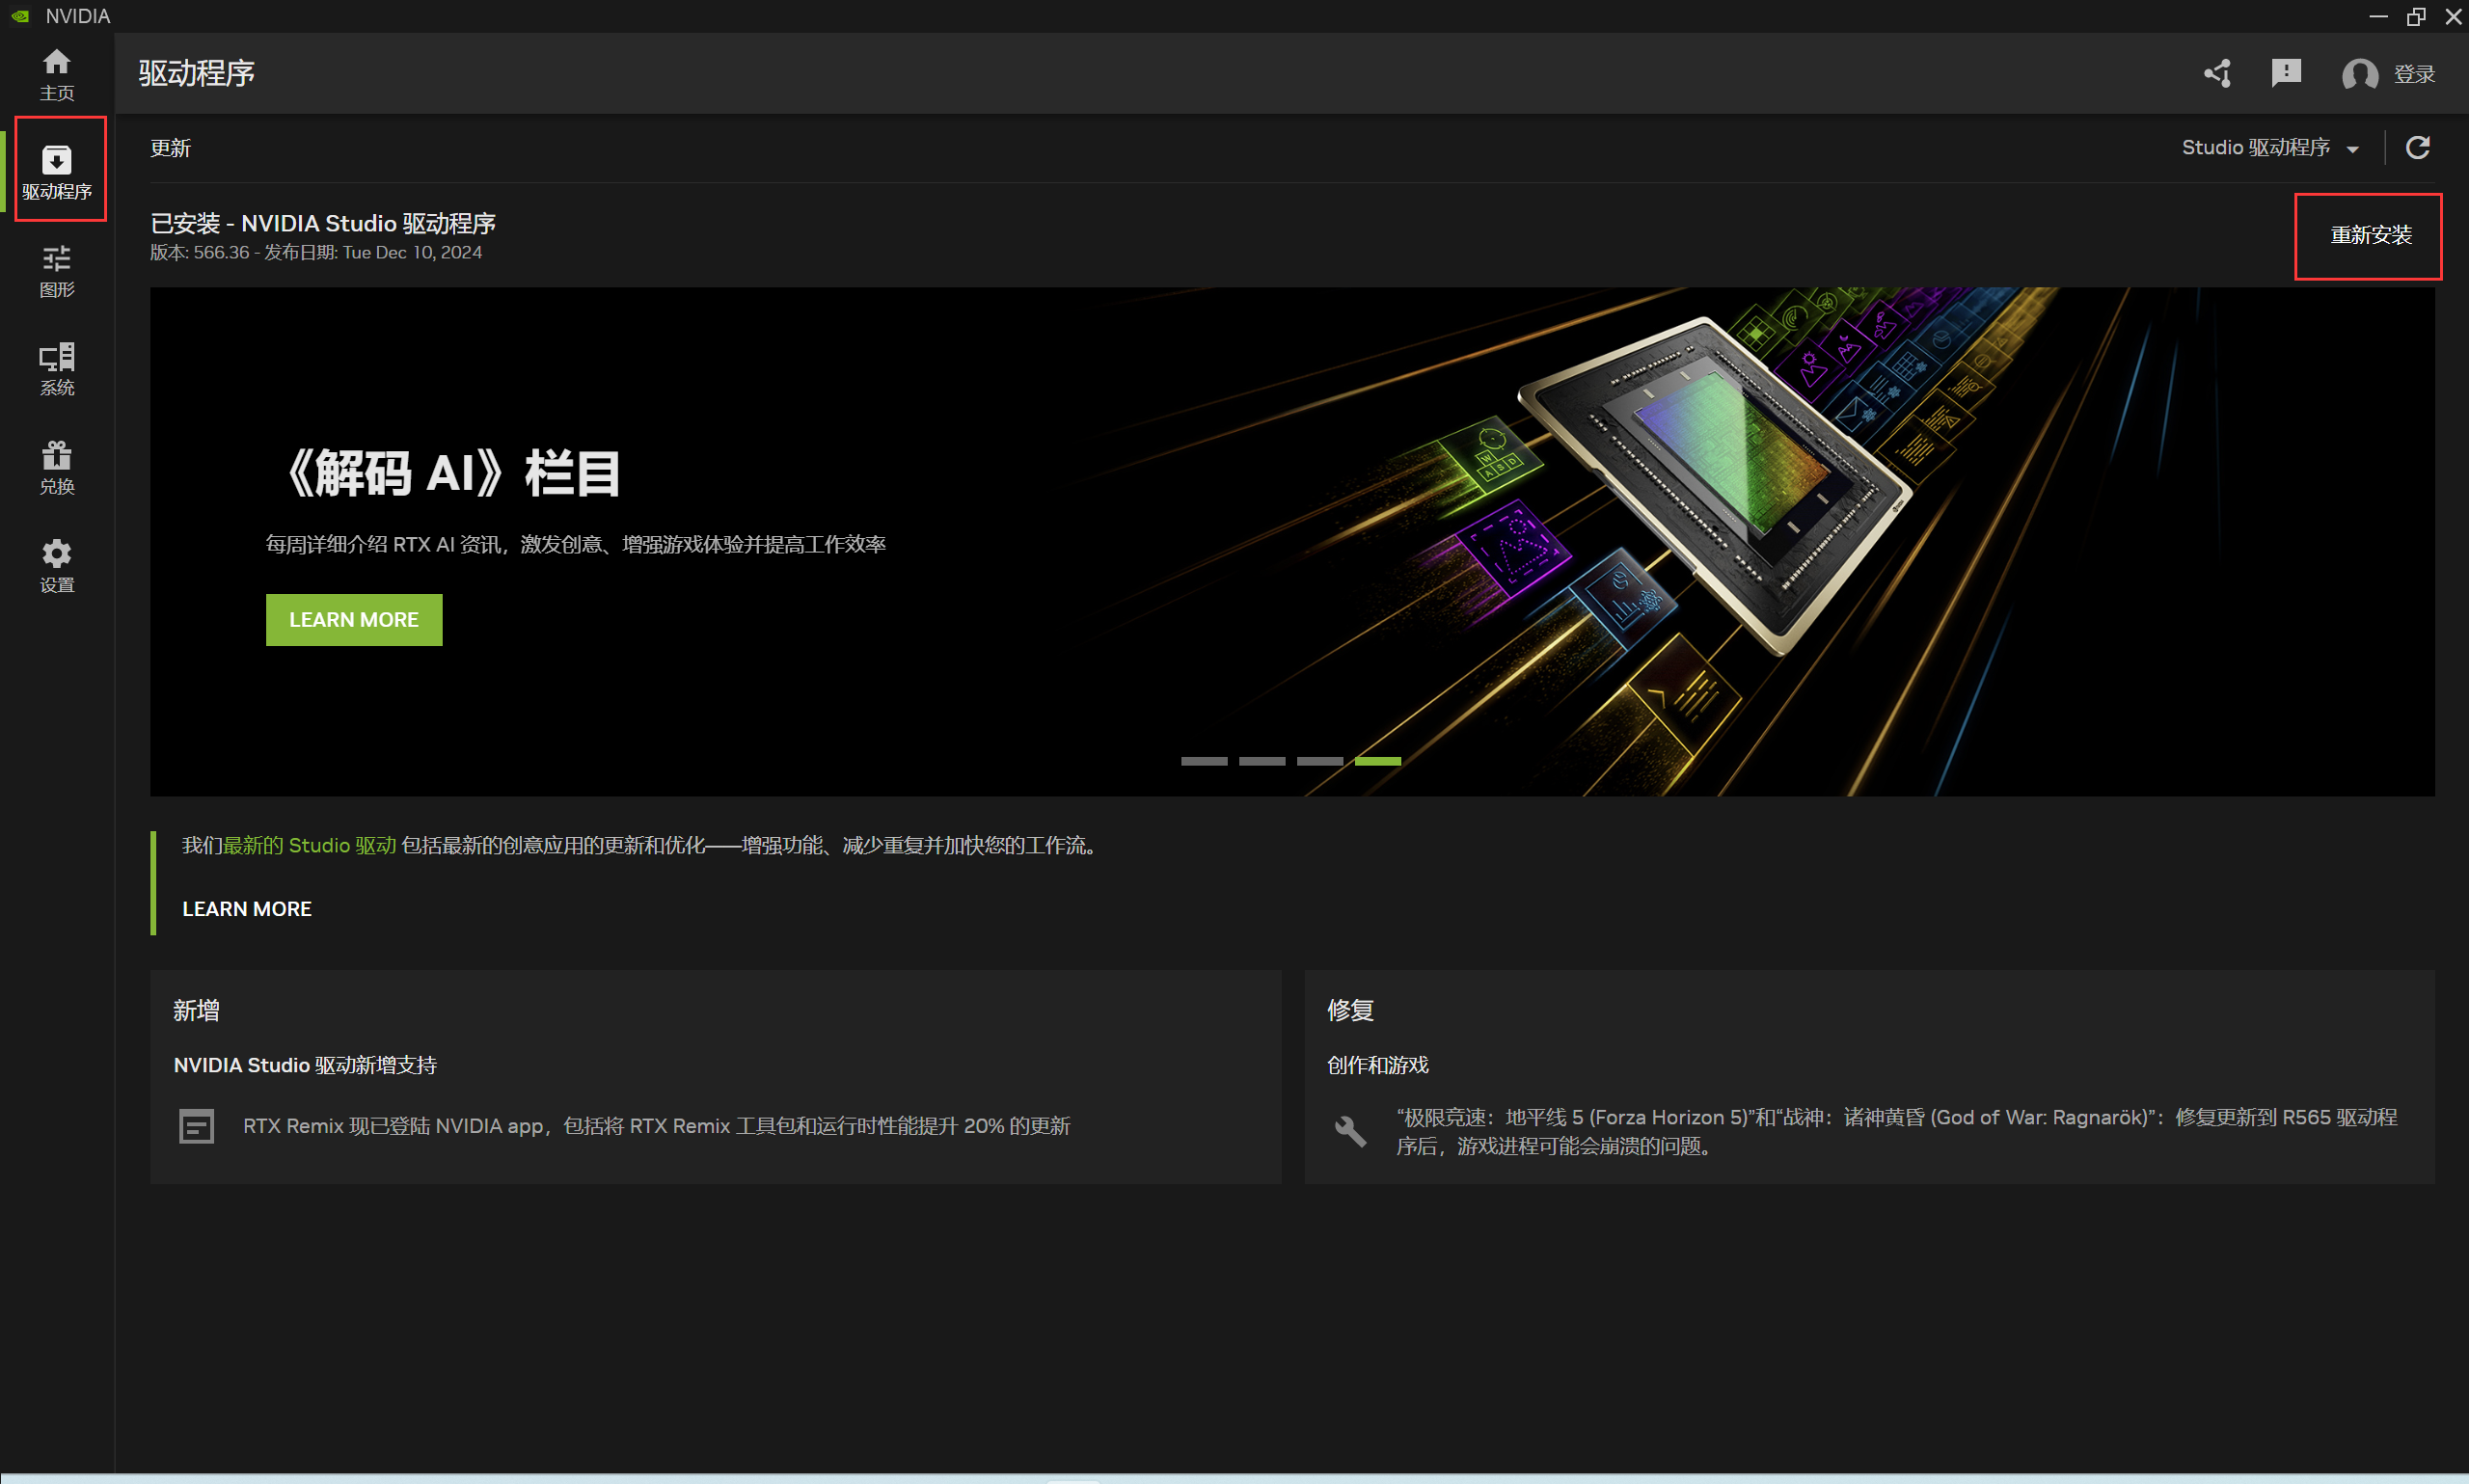 NVIDIA
主页
驱动程序
图形
系统
兑换
设置
驱动程序
登录
更新
Studio 驱动程序
已安装 - NVIDIA Studio 驱动程序
版本: 566.36 - 发布日期: Tue Dec 10, 2024
重新安装
《解码 AI》栏目
每周详细介绍 RTX AI 资讯，激发创意、增强游戏体验并提高工作效率
LEARN MORE
W
A S D
我们最新的 Studio 驱动 包括最新的创意应用的更新和优化——增强功能、减少重复并加快您的工作流。
LEARN MORE
新增
NVIDIA Studio 驱动新增支持
RTX Remix 现已登陆 NVIDIA app，包括将 RTX Remix 工具包和运行时性能提升 20% 的更新
修复
创作和游戏
“极限竞速：地平线 5 (Forza Horizon 5)”和“战神：诸神黄昏 (God of War: Ragnarök)”：修复更新到 R565 驱动程
序后，游戏进程可能会崩溃的问题。